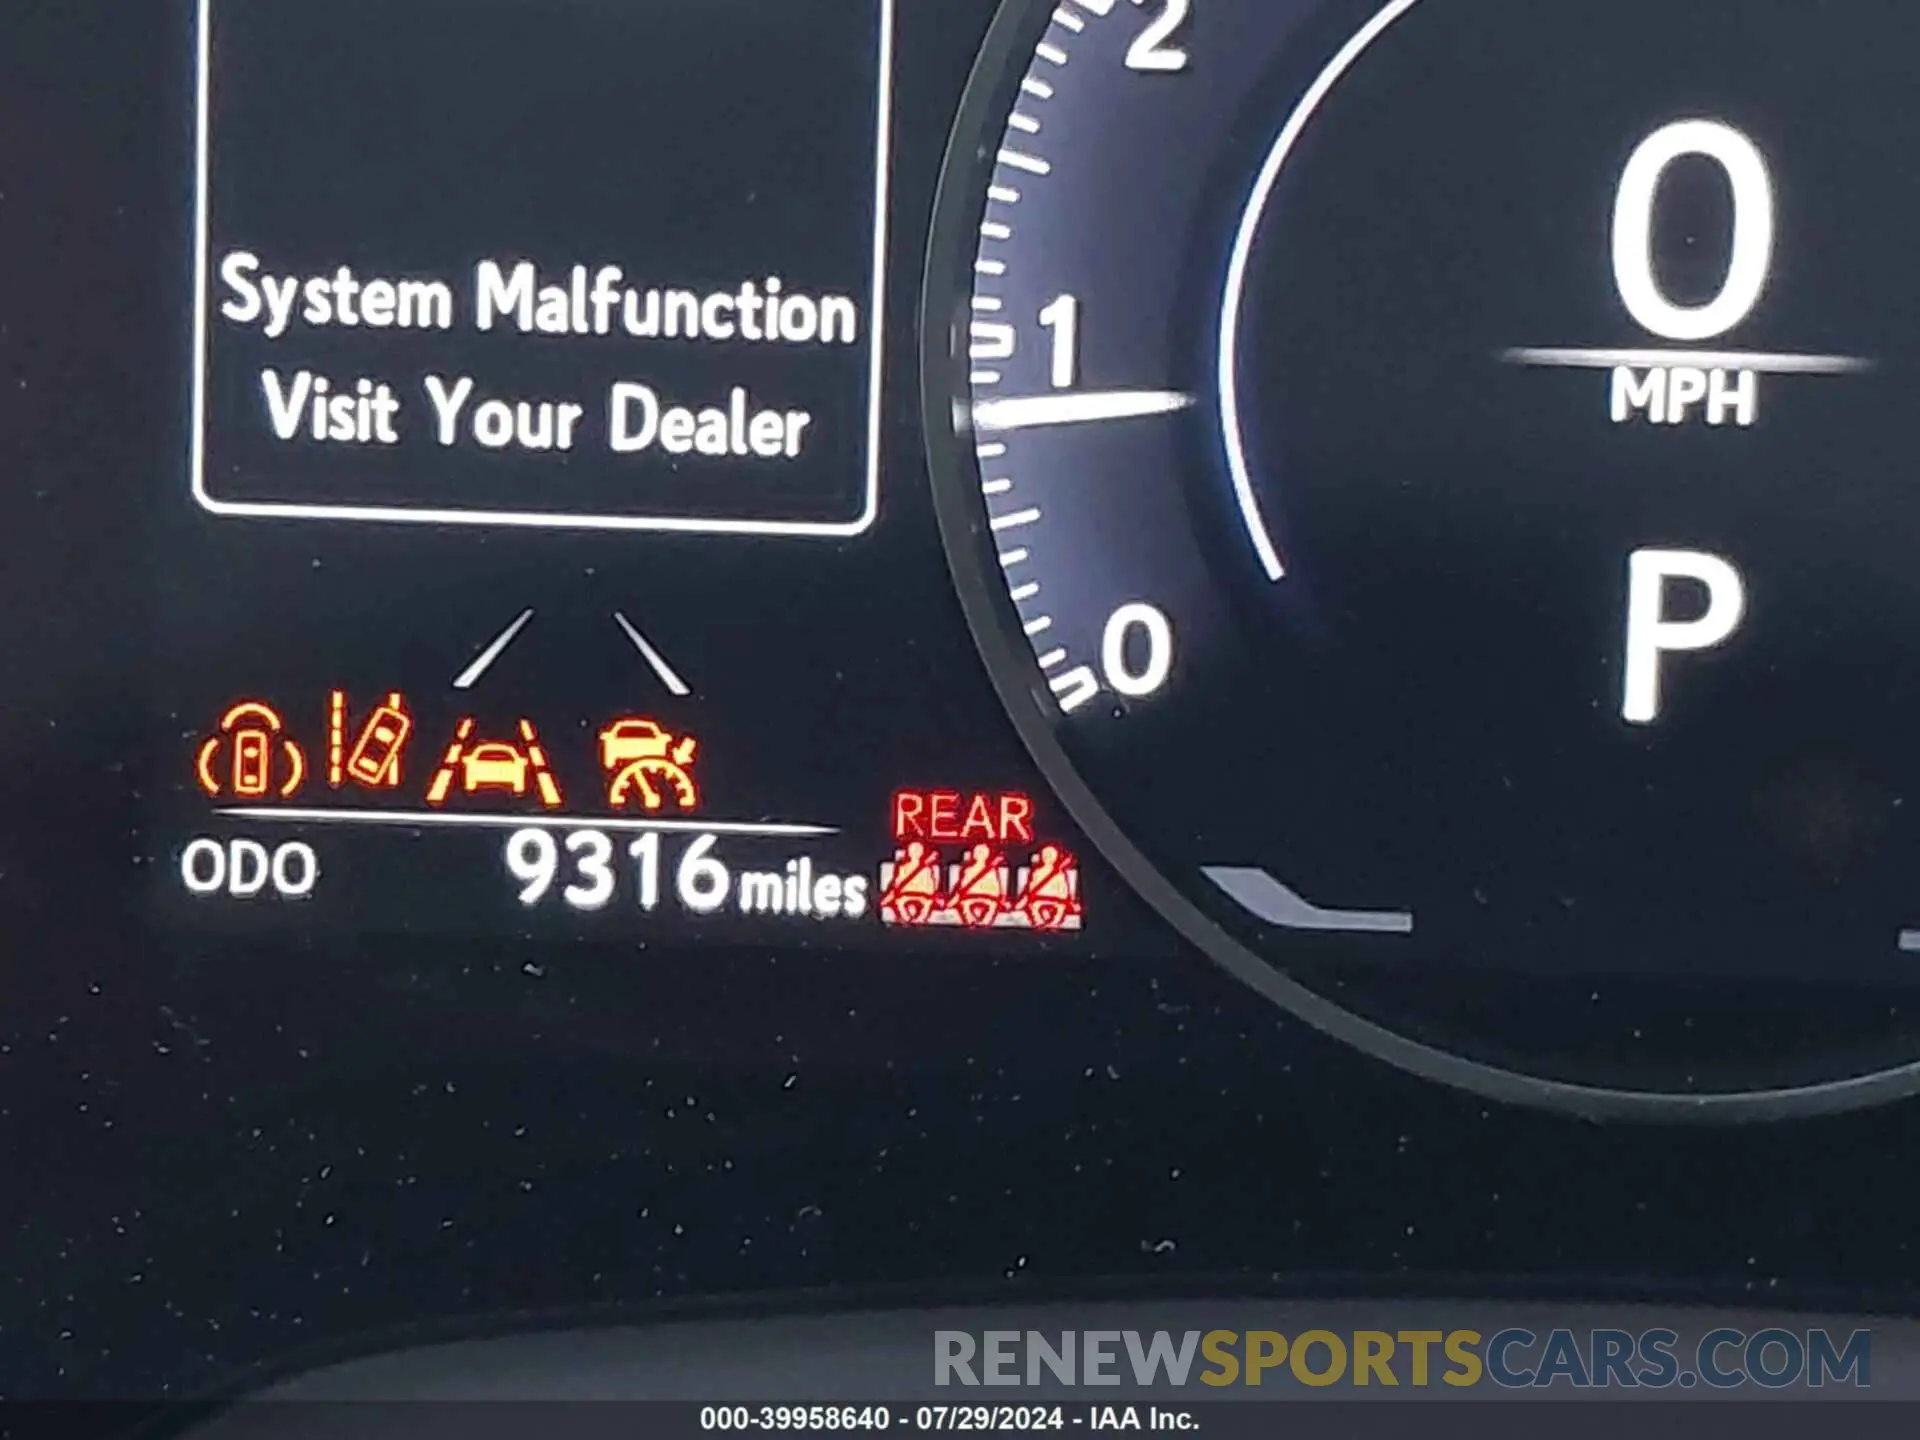 2
0
System Malfunction
1
MPH
Visit Your Dealer
P
0
REAR
ODO 9316 miles
RENEWSPORTSCARS.COM
000-39958640 - 07/29/2024 - IAA Inc.